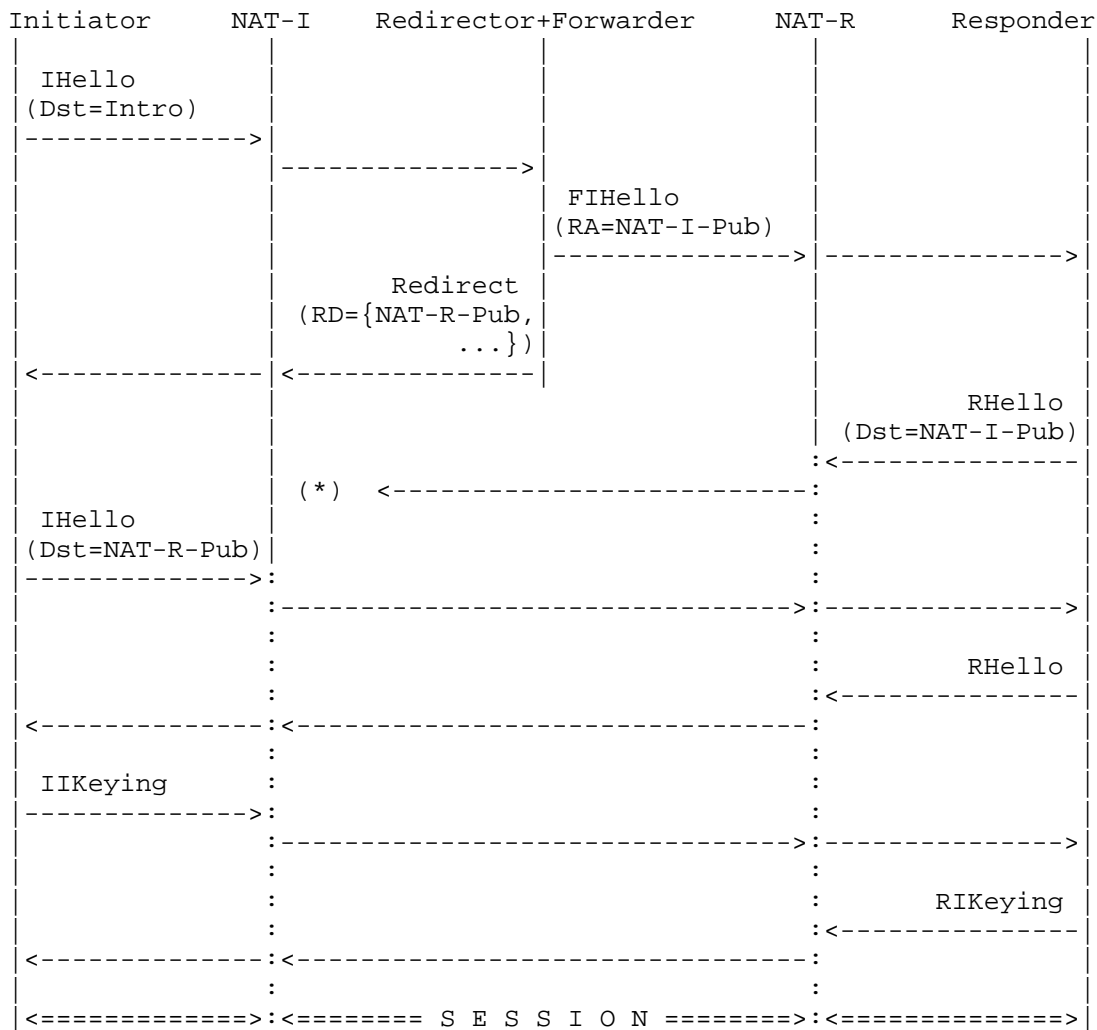 Initiator NAT-I Redirector+Forwarder NAT-R Responder
IHello
(Dst=Intro)
FIHello
(RA=NAT-I-Pub)
Redirect
(RD={NAT-R-Pub,
...})
RHello
(Dst=NAT-I-Pub)
(*)
IHello
(Dst=NAT-R-Pub)
RHello
IIKeying
RIKeying
S E S S I O N